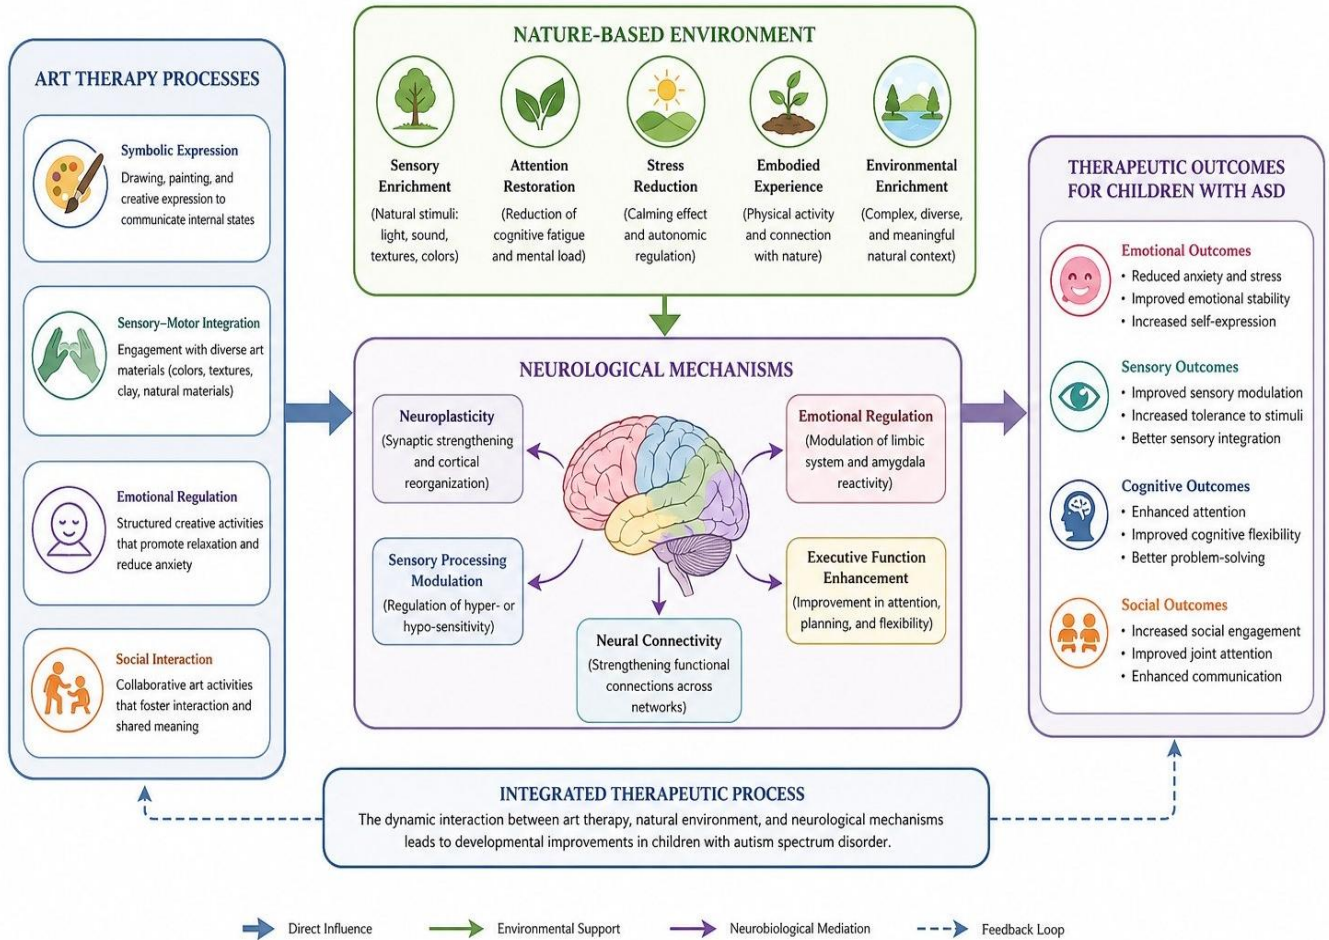 ART THERAPY PROCESSES
Symbolic Expression
Drawing, painting, and
creative expression to
communicate internal states
Sensory–Motor Integration
Engagement with diverse art
materials (colors, textures,
clay, natural materials)
Emotional Regulation
Structured creative activities
that promote relaxation and
reduce anxiety
Social Interaction
Collaborative art activities
that foster interaction and
shared meaning
NATURE-BASED ENVIRONMENT
Sensory
Enrichment
(Natural stimuli:
light, sound,
textures, colors)
Attention
Restoration
(Reduction of
cognitive fatigue
and mental load)
Stress
Reduction
(Calming effect
and autonomic
regulation)
Embodied
Experience
(Physical activity
and connection
with nature)
Environmental
Enrichment
(Complex, diverse,
and meaningful
natural context)
NEUROLOGICAL MECHANISMS
Neuroplasticity
(Synaptic strengthening
and cortical
reorganization)
Emotional Regulation
(Modulation of limbic
system and amygdala
reactivity)
Sensory Processing
Modulation
(Regulation of hyper- or
hypo-sensitivity)
Executive Function
Enhancement
(Improvement in attention,
planning, and flexibility)
Neural Connectivity
(Strengthening functional
connections across
networks)
THERAPEUTIC OUTCOMES
FOR CHILDREN WITH ASD
Emotional Outcomes
• Reduced anxiety and stress
• Improved emotional stability
• Increased self-expression
Sensory Outcomes
• Improved sensory modulation
• Increased tolerance to stimuli
• Better sensory integration
Cognitive Outcomes
• Enhanced attention
• Improved cognitive flexibility
• Better problem-solving
Social Outcomes
• Increased social engagement
• Improved joint attention
• Enhanced communication
INTEGRATED THERAPEUTIC PROCESS
The dynamic interaction between art therapy, natural environment, and neurological mechanisms
leads to developmental improvements in children with autism spectrum disorder.
Direct Influence
Environmental Support
Neurobiological Mediation
Feedback Loop